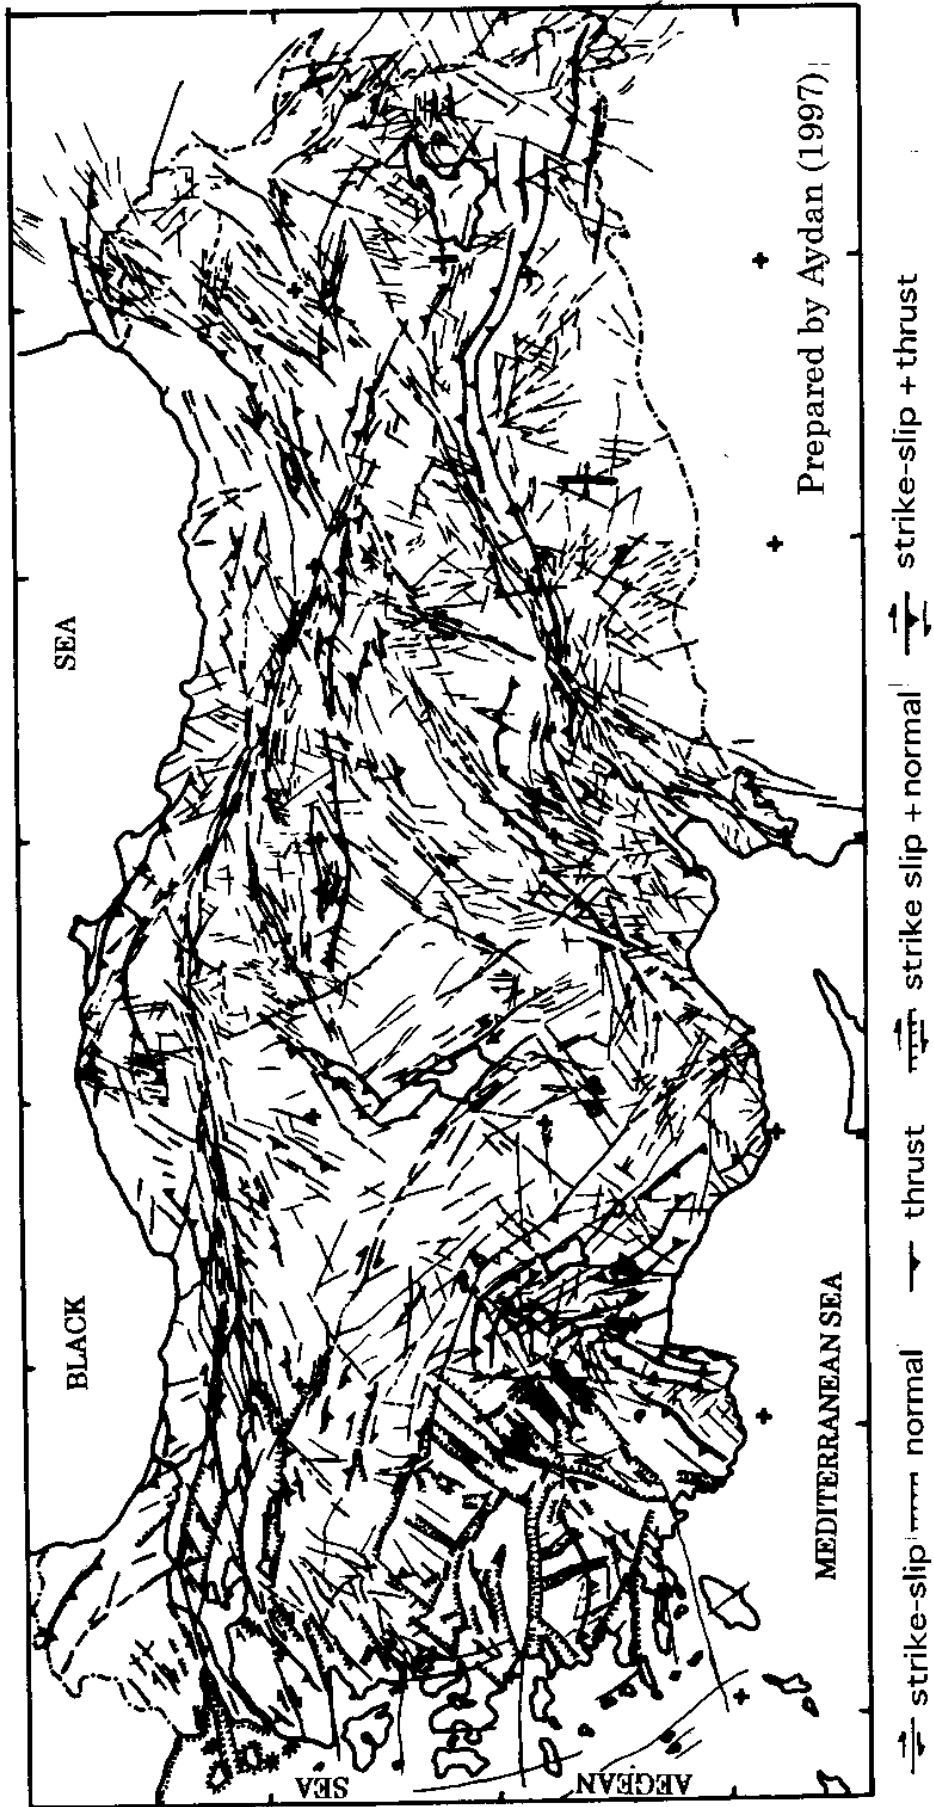 BLACK
SEA
AEGEAN
SEA
MEDITERRANEAN SEA
Prepared by Aydan (1997)
strike-slip normal thrust strike slip + normal strike-slip + thrust